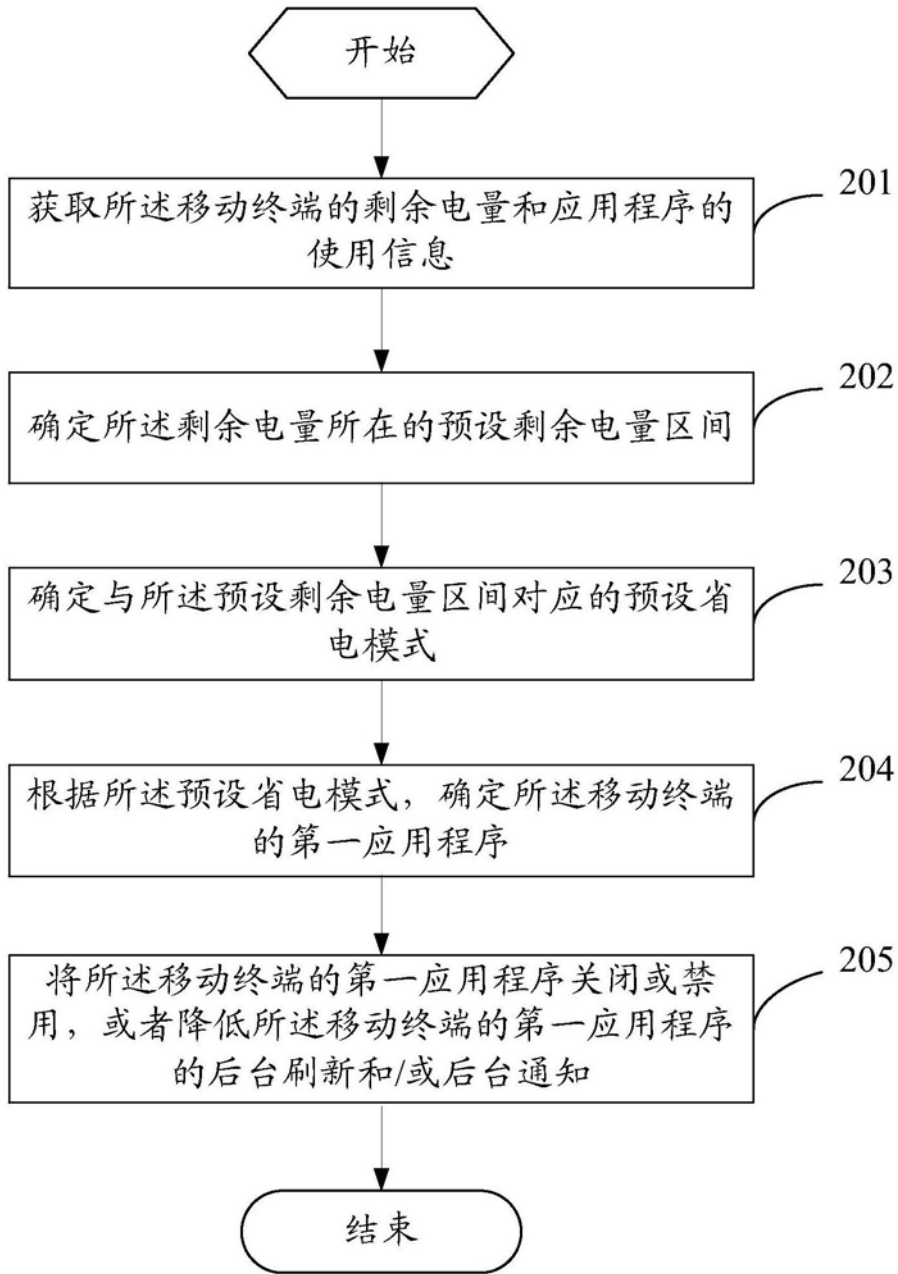 开始
获取所述移动终端的剩余电量和应用程序的
使用信息
201
确定所述剩余电量所在的预设剩余电量区间
202
确定与所述预设剩余电量区间对应的预设省
电模式
203
根据所述预设省电模式，确定所述移动终端
的第一应用程序
204
将所述移动终端的第一应用程序关闭或禁
用，或者降低所述移动终端的第一应用程序
的后台刷新和/或后台通知
205
结束